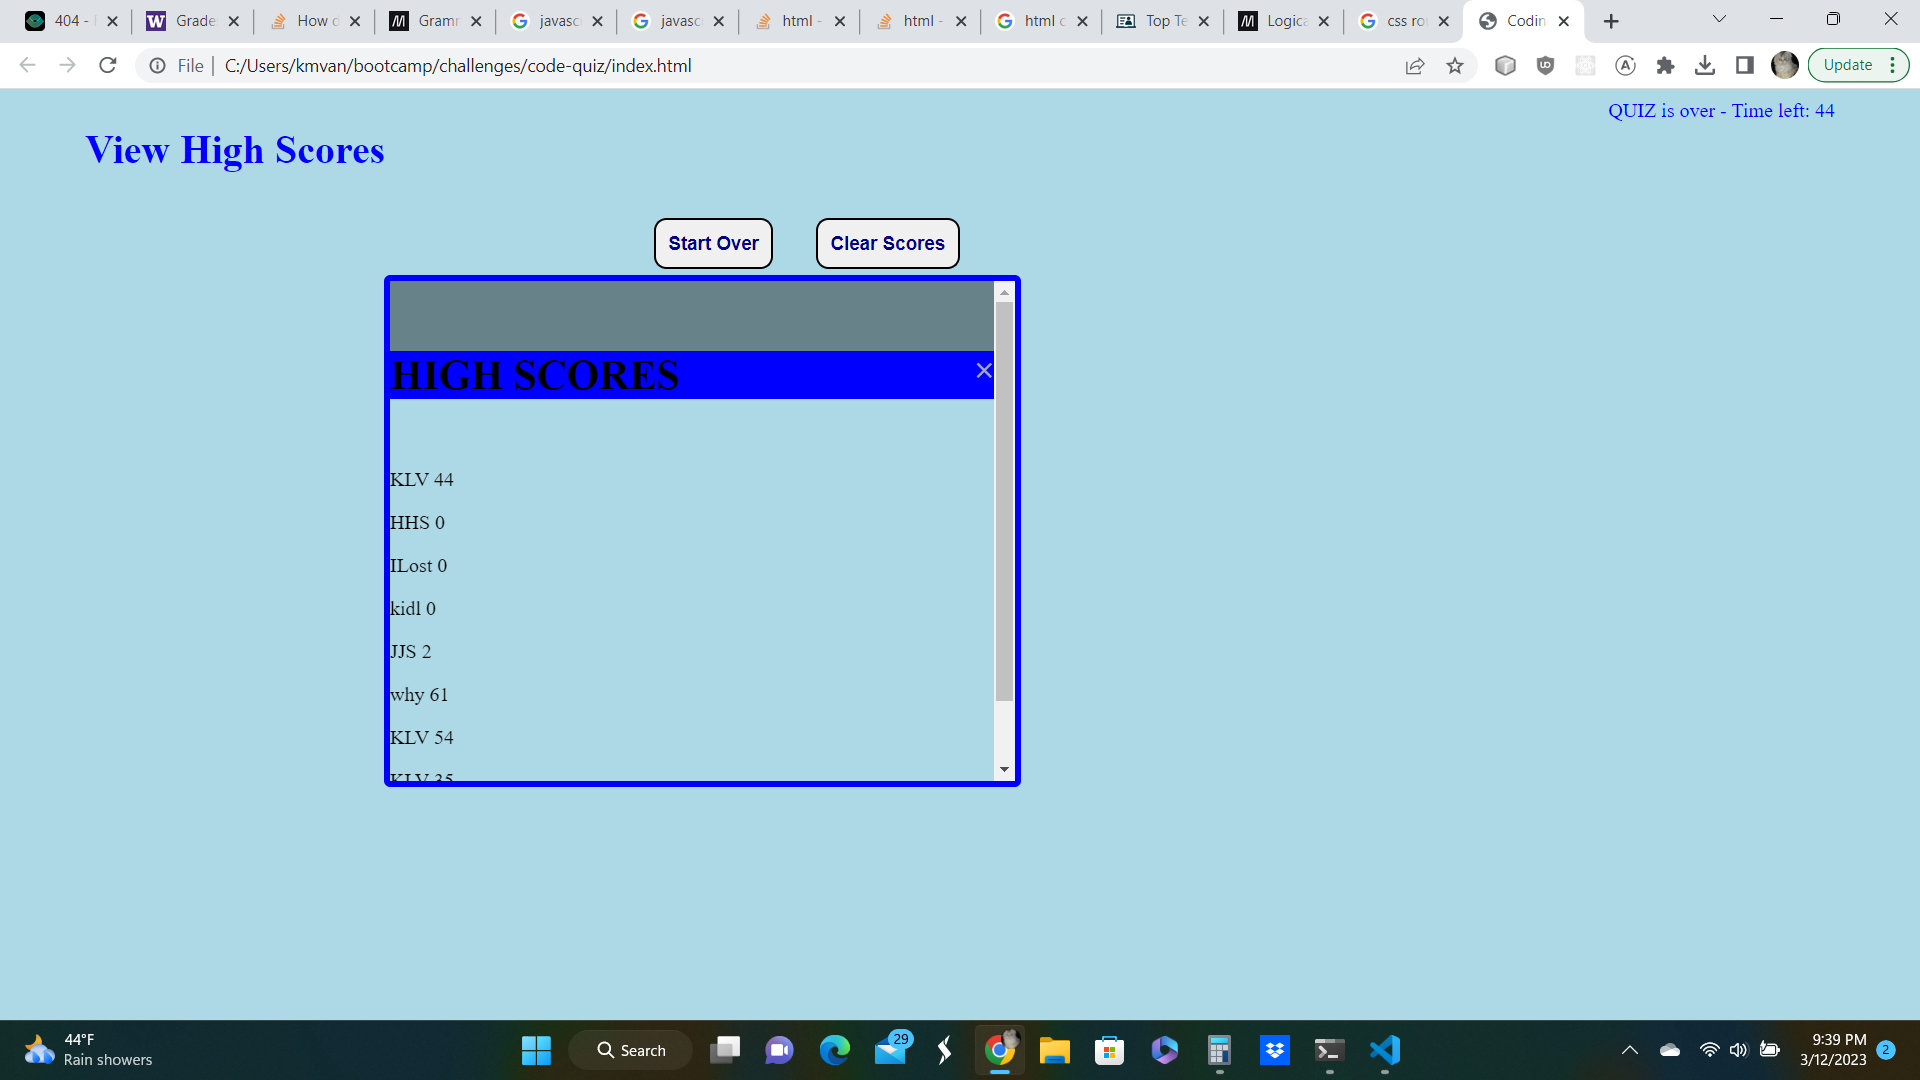 404 -
Grade
How d
Gramr
javasc
javasc
html -
html -
html c
Top Te
Logica
css ro
Codin
File
C:/Users/kmvan/bootcamp/challenges/code-quiz/index.html
Update
QUIZ is over - Time left: 44
View High Scores
Start Over
Clear Scores
HIGH SCORES
KLV 44
HHS 0
ILost 0
kidl 0
JJS 2
why 61
KLV 54
KLV 35
44°F
Rain showers
Search
29
9:39 PM
3/12/2023
2